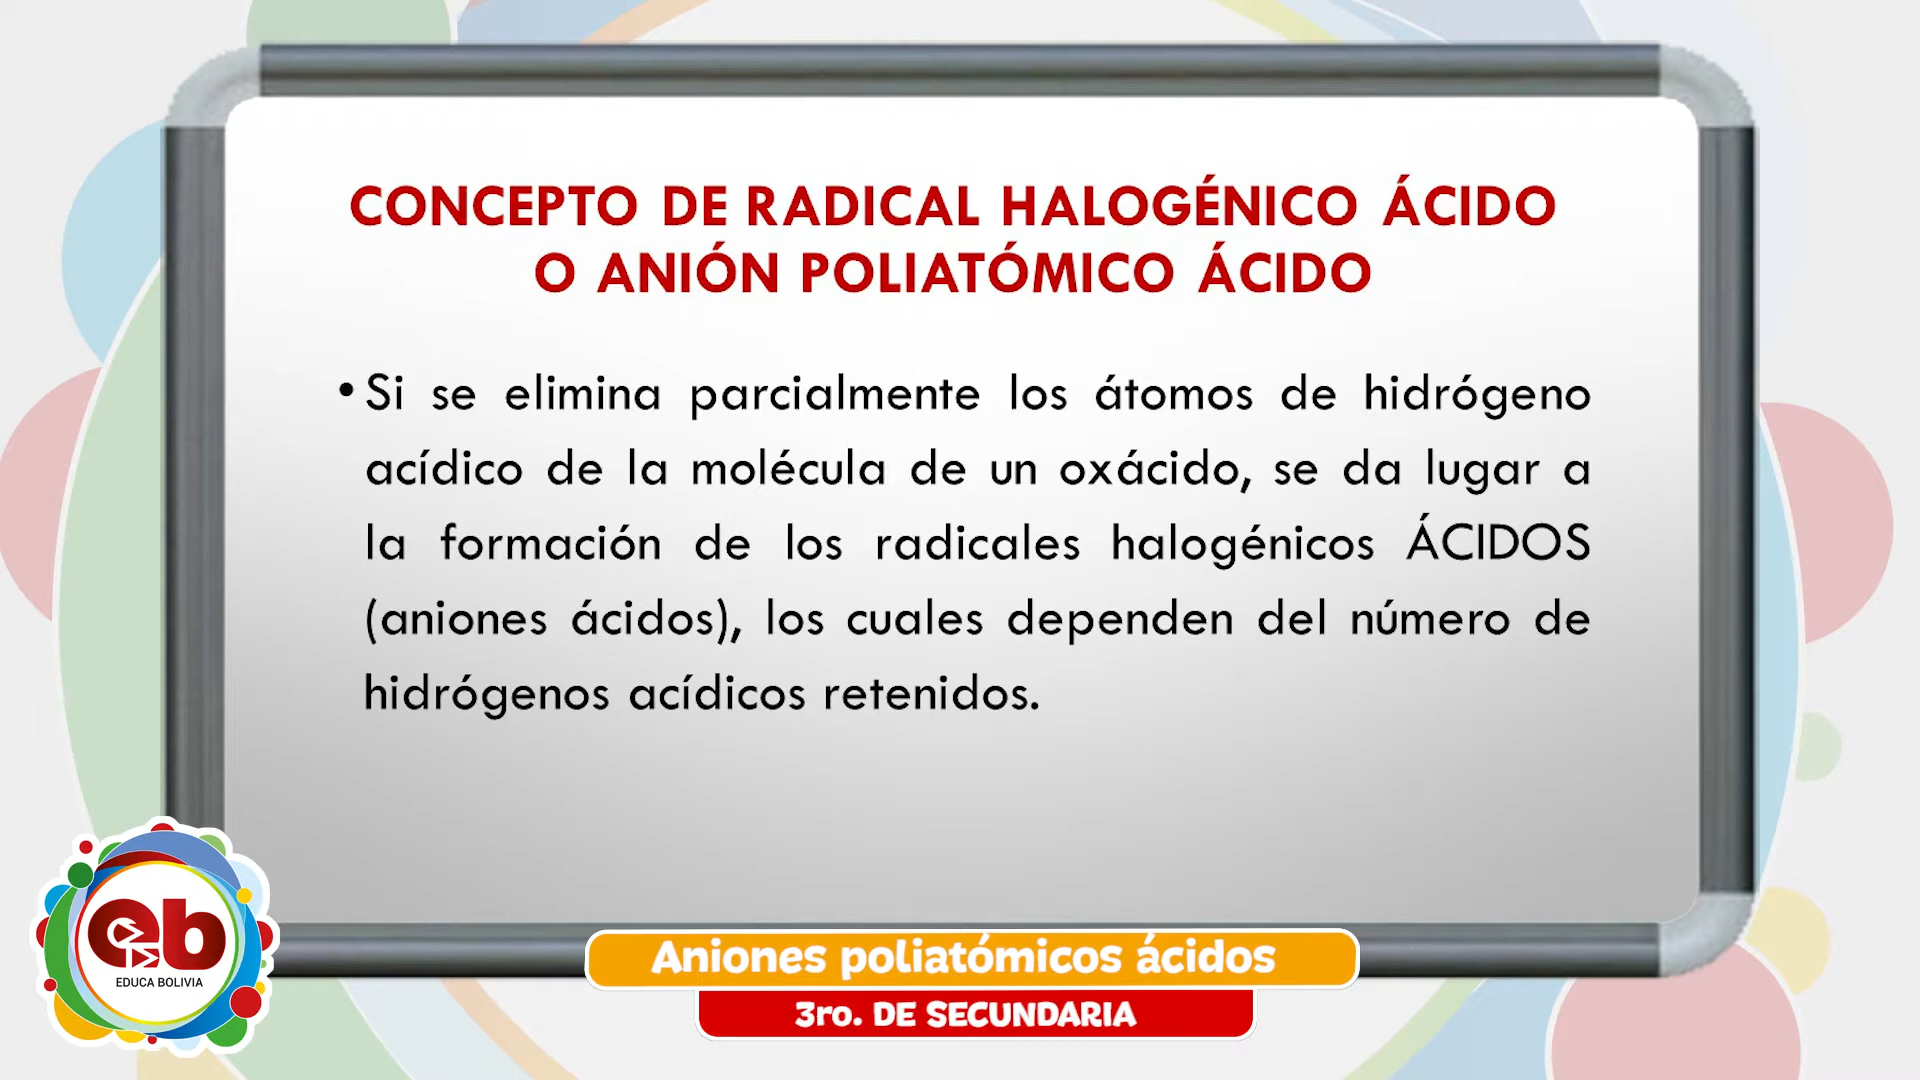 CONCEPTO DE RADICAL HALOGÉNICO ÁCIDO
O ANIÓN POLIATÓMICO ÁCIDO
• Si se elimina parcialmente los átomos de hidrógeno
acídico de la molécula de un oxácido, se da lugar a
la formación de los radicales halogénicos ÁCIDOS
(aniones ácidos), los cuales dependen del número de
hidrógenos acídicos retenidos.
eb
EDUCA BOLIVIA
Aniones poliatómicos ácidos
3ro. DE SECUNDARIA